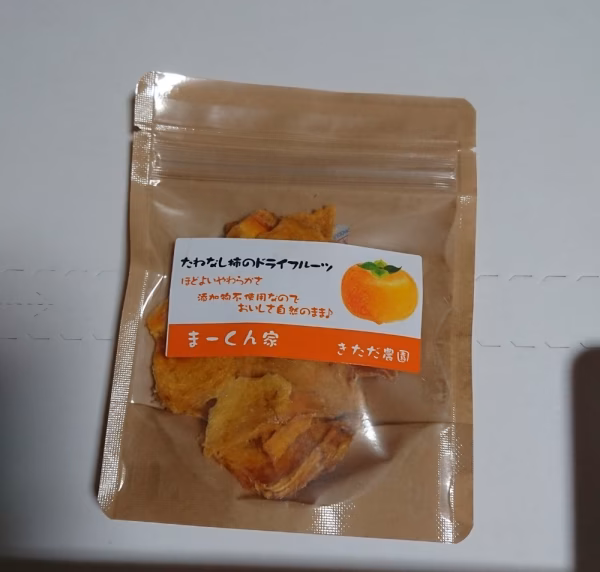 たねなし柿のドライフルーツ
ほどよいやわらかさ
添加物不使用なので
おいしさ自然のまま♪
まーくん家
きただ農園